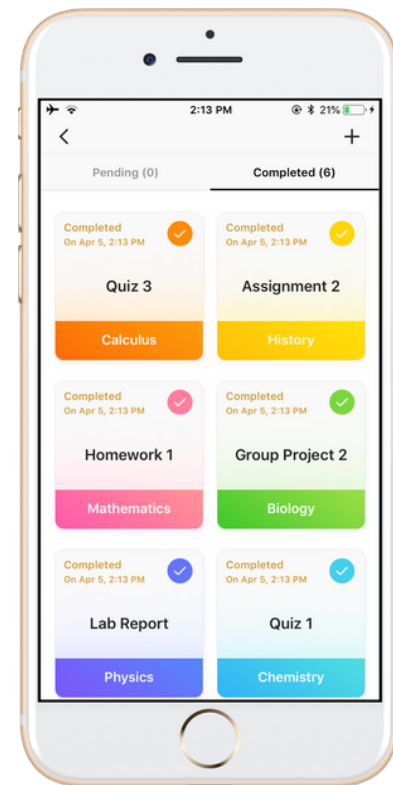 2:13 PM 21%
Pending (0) Completed (6)
Completed
On Apr 5, 2:13 PM
Quiz 3
Calculus
Completed
On Apr 5, 2:13 PM
Assignment 2
History
Completed
On Apr 5, 2:13 PM
Homework 1
Mathematics
Completed
On Apr 5, 2:13 PM
Group Project 2
Biology
Completed
On Apr 5, 2:13 PM
Lab Report
Physics
Completed
On Apr 5, 2:13 PM
Quiz 1
Chemistry